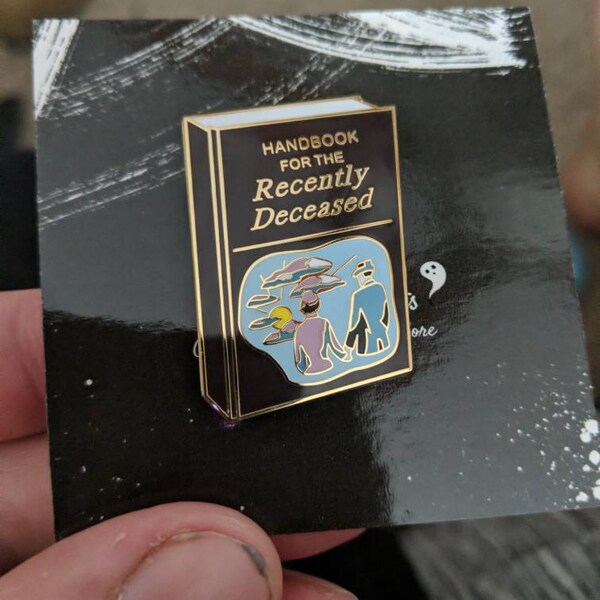 HANDBOOK
FOR THE
Recently
Deceased